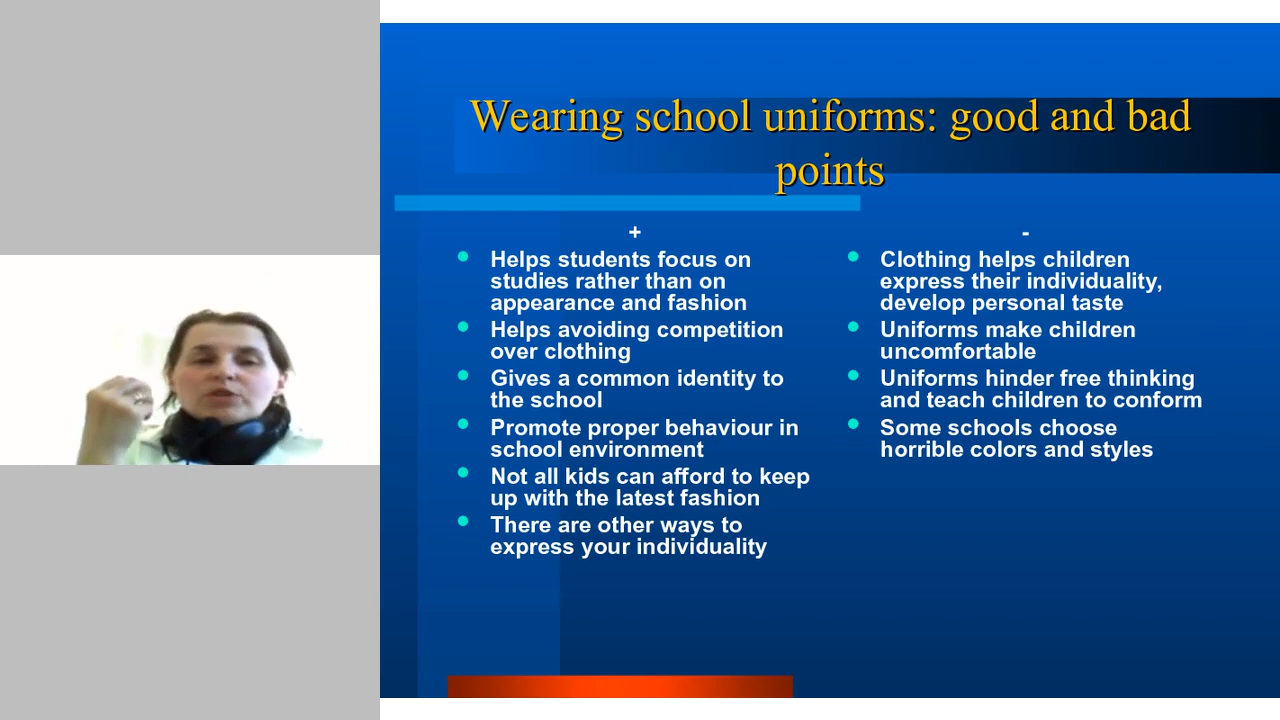 Wearing school uniforms: good and bad
points
+
Helps students focus on
studies rather than on
appearance and fashion
Helps avoiding competition
over clothing
Gives a common identity to
the school
Promote proper behaviour in
school environment
Not all kids can afford to keep
up with the latest fashion
There are other ways to
express your individuality
-
Clothing helps children
express their individuality,
develop personal taste
Uniforms make children
uncomfortable
Uniforms hinder free thinking
and teach children to conform
Some schools choose
horrible colors and styles